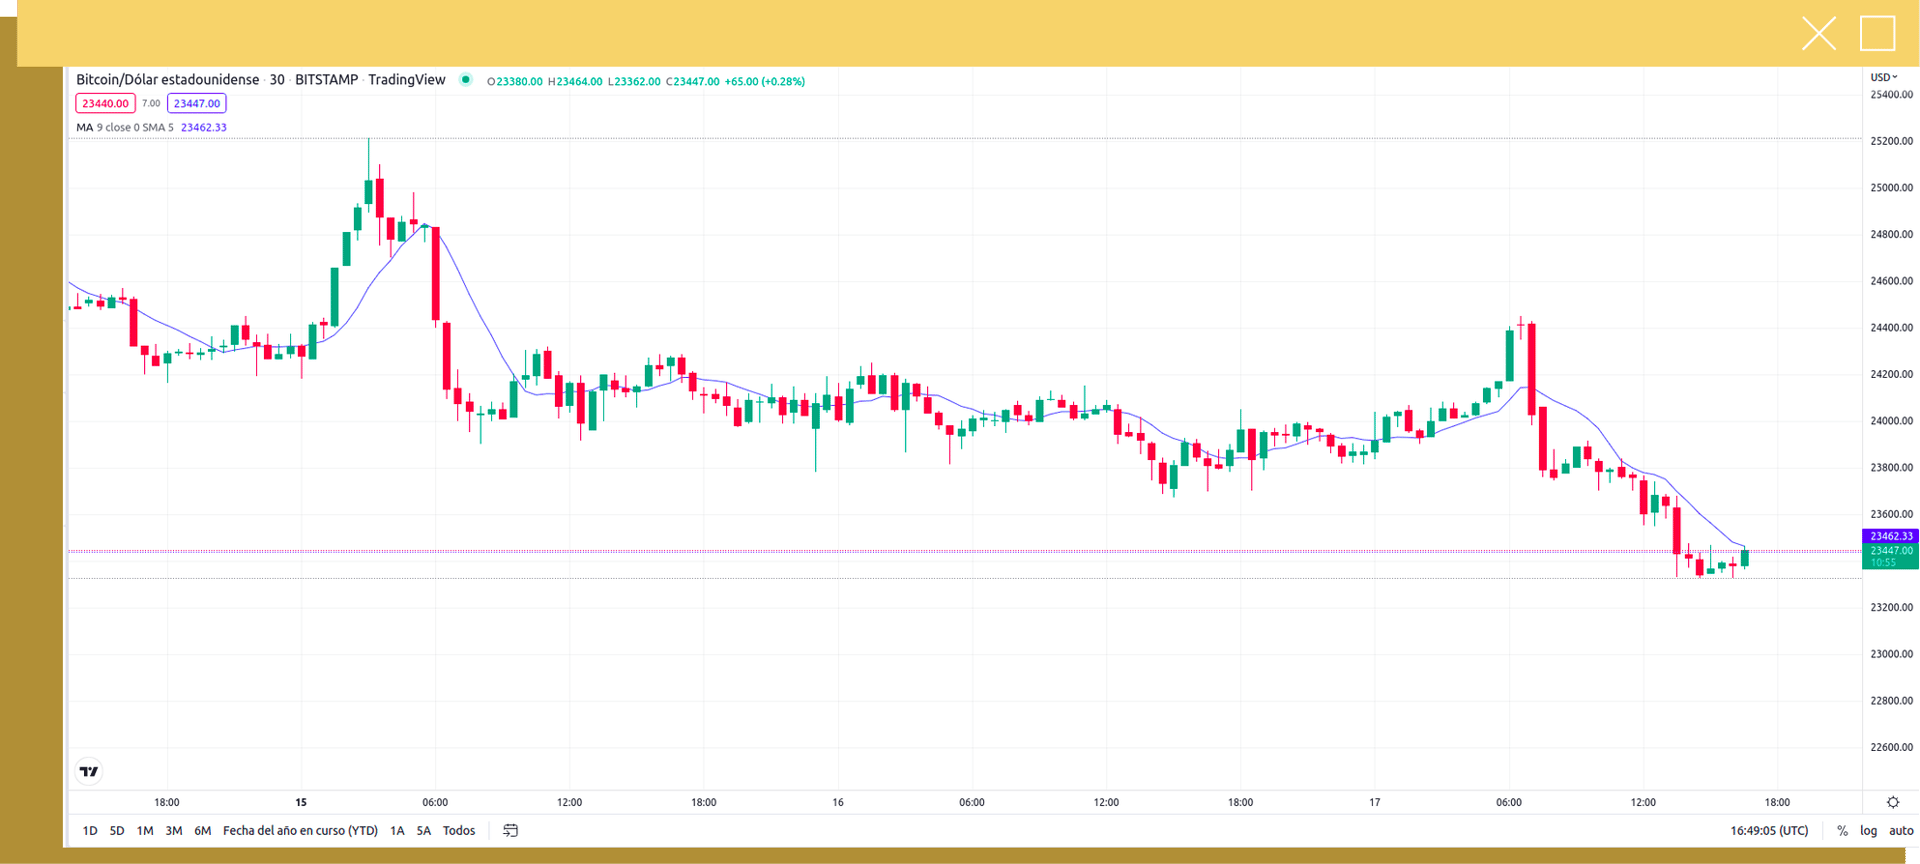 Bitcoin/Dólar estadounidense · 30 · BITSTAMP · TradingView O23380.00 H23464.00 L23362.00 C23447.00 +65.00 (+0.28%)
23440.00 7.00 23447.00
MA 9 close 0 SMA 5 23462.33
USD
25400.00
25200.00
25000.00
24800.00
24600.00
24400.00
24200.00
24000.00
23800.00
23600.00
23462.33
23447.00
10:55
23200.00
23000.00
22800.00
22600.00
18:00 15 06:00 12:00 18:00 16 06:00 12:00 18:00 17 06:00 12:00 18:00
1D 5D 1M 3M 6M Fecha del año en curso (YTD) 1A 5A Todos 16:49:05 (UTC) % log auto